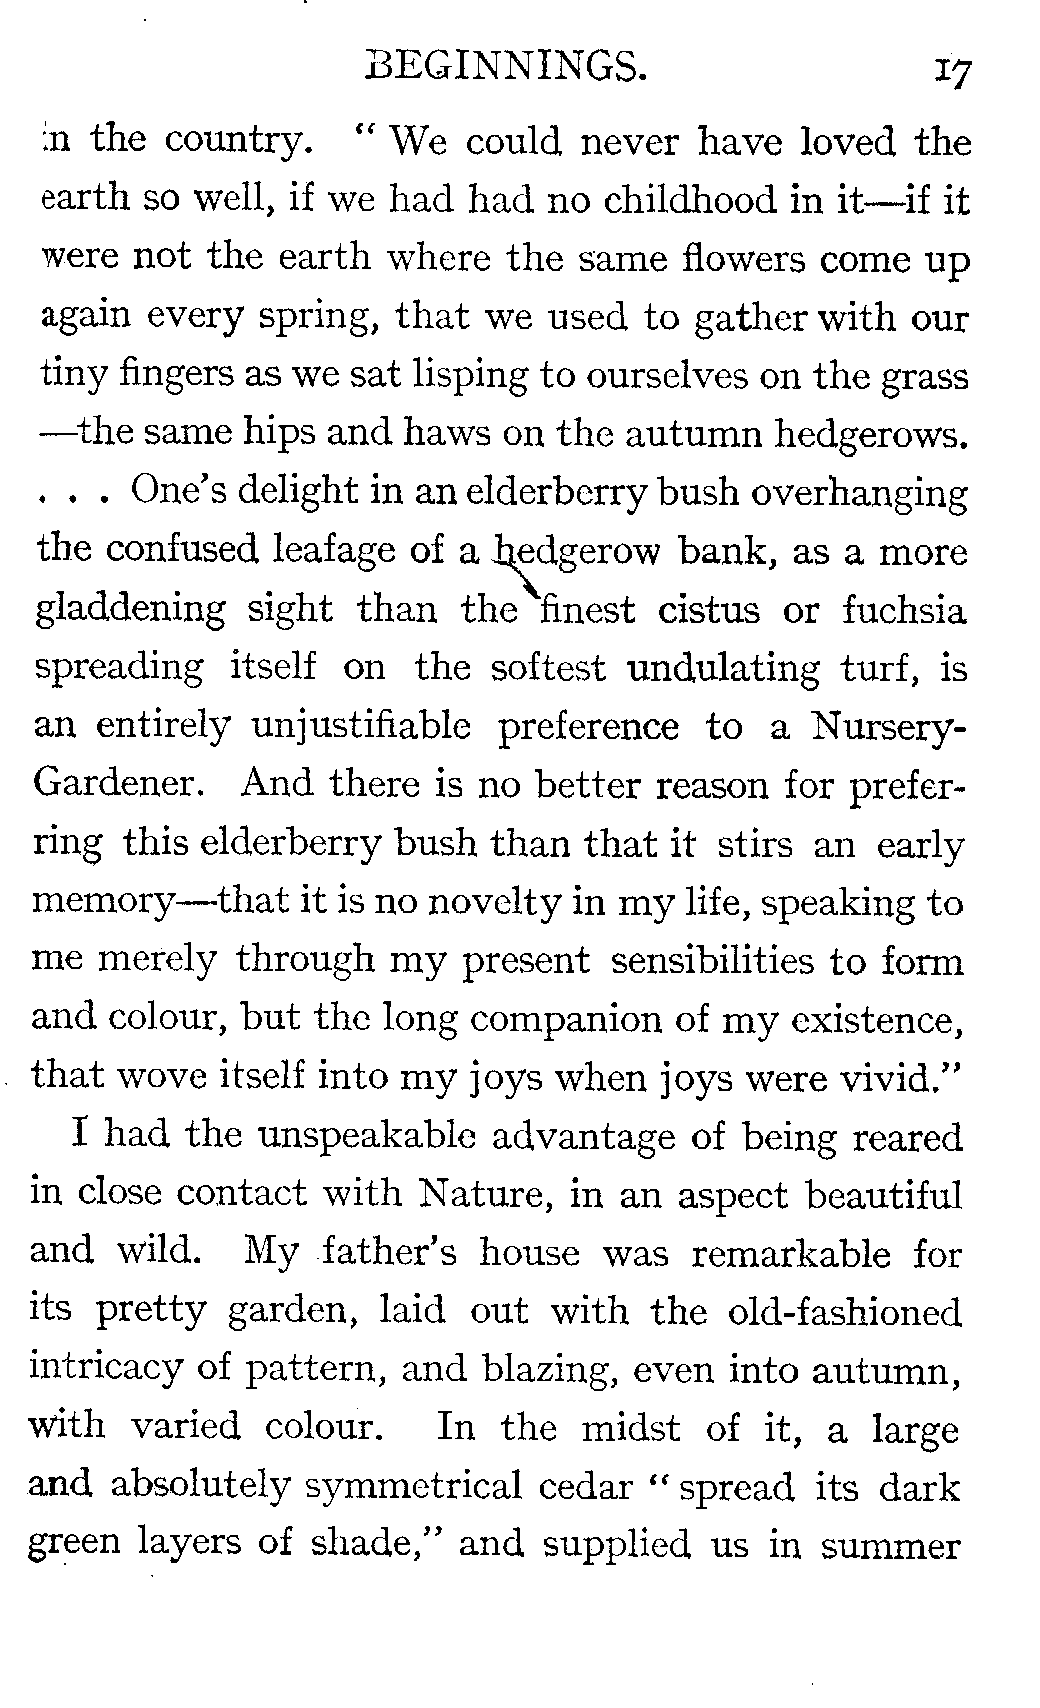 BEGINNINGS. 17
in the country. " We could never have loved the
earth so well, if we had had no childhood in it—if it
were not the earth where the same flowers come up
again every spring, that we used to gather with our
tiny fingers as we sat lisping to ourselves on the grass
—the same hips and haws on the autumn hedgerows.
. . . One's delight in an elderberry bush overhanging
the confused leafage of a hedgerow bank, as a more
gladdening sight than the finest cistus or fuchsia
spreading itself on the softest undulating turf, is
an entirely unjustifiable preference to a Nursery-
Gardener. And there is no better reason for prefer-
ring this elderberry bush than that it stirs an early
memory—that it is no novelty in my life, speaking to
me merely through my present sensibilities to form
and colour, but the long companion of my existence,
that wove itself into my joys when joys were vivid."
I had the unspeakable advantage of being reared
in close contact with Nature, in an aspect beautiful
and wild. My father's house was remarkable for
its pretty garden, laid out with the old-fashioned
intricacy of pattern, and blazing, even into autumn,
with varied colour. In the midst of it, a large
and absolutely symmetrical cedar " spread its dark
green layers of shade," and supplied us in summer